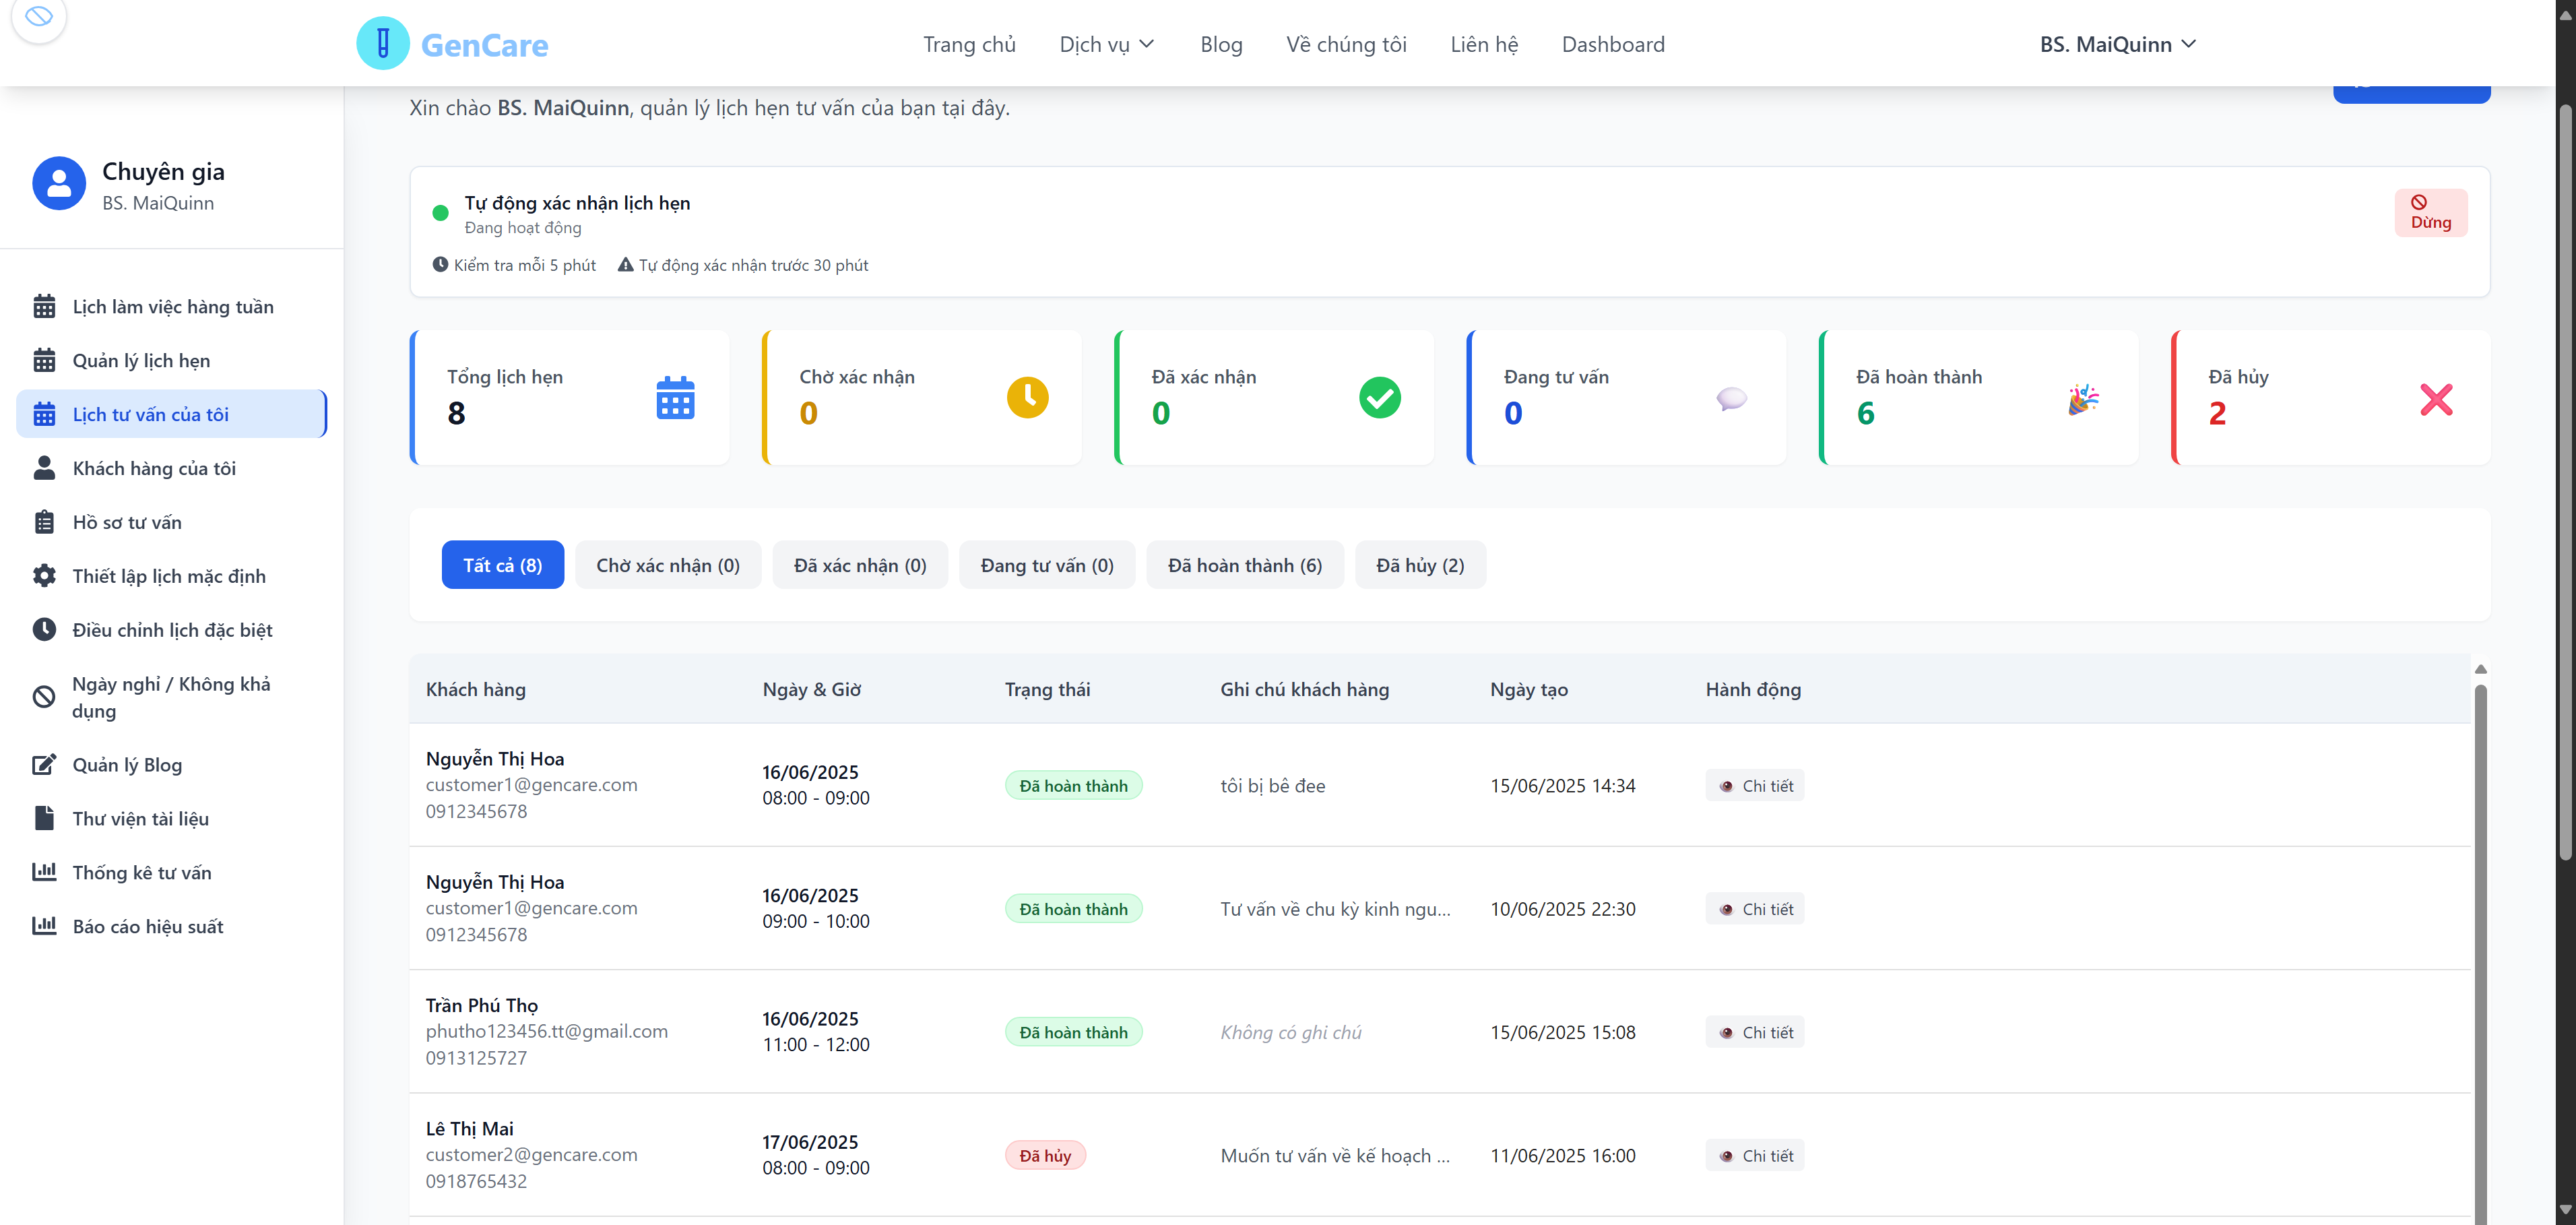 GenCare
Trang chủ
Dịch vụ
Blog
Về chúng tôi
Liên hệ
Dashboard
BS. MaiQuinn
Xin chào BS. MaiQuinn, quản lý lịch hẹn tư vấn của bạn tại đây.
Chuyên gia
BS. MaiQuinn
Lịch làm việc hàng tuần
Quản lý lịch hẹn
Lịch tư vấn của tôi
Khách hàng của tôi
Hồ sơ tư vấn
Thiết lập lịch mặc định
Điều chỉnh lịch đặc biệt
Ngày nghỉ / Không khả
dụng
Quản lý Blog
Thư viện tài liệu
Thống kê tư vấn
Báo cáo hiệu suất
Tự động xác nhận lịch hẹn
Đang hoạt động
Kiểm tra mỗi 5 phút
Tự động xác nhận trước 30 phút
Dừng
Tổng lịch hẹn
8
Chờ xác nhận
0
Đã xác nhận
0
Đang tư vấn
0
Đã hoàn thành
6
Đã hủy
2
Tất cả (8)
Chờ xác nhận (0)
Đã xác nhận (0)
Đang tư vấn (0)
Đã hoàn thành (6)
Đã hủy (2)
Khách hàng
Ngày & Giờ
Trạng thái
Ghi chú khách hàng
Ngày tạo
Hành động
Nguyễn Thị Hoa
customer1@gencare.com
0912345678
16/06/2025
08:00 - 09:00
Đã hoàn thành
tôi bị bê đee
15/06/2025 14:34
Chi tiết
Nguyễn Thị Hoa
customer1@gencare.com
0912345678
16/06/2025
09:00 - 10:00
Đã hoàn thành
Tư vấn về chu kỳ kinh ngu...
10/06/2025 22:30
Chi tiết
Trần Phú Thọ
phutho123456.tt@gmail.com
0913125727
16/06/2025
11:00 - 12:00
Đã hoàn thành
Không có ghi chú
15/06/2025 15:08
Chi tiết
Lê Thị Mai
customer2@gencare.com
0918765432
17/06/2025
08:00 - 09:00
Đã hủy
Muốn tư vấn về kế hoạch ...
11/06/2025 16:00
Chi tiết